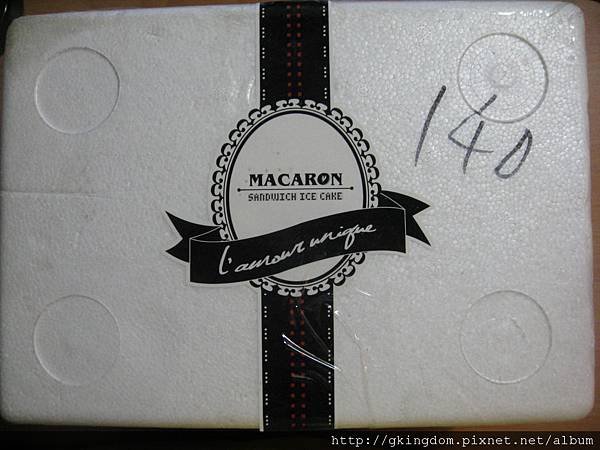 140
MACARON
SANDWICH ICE CAKE
l'amour unique
http://gkingdom.pixnet.net/album